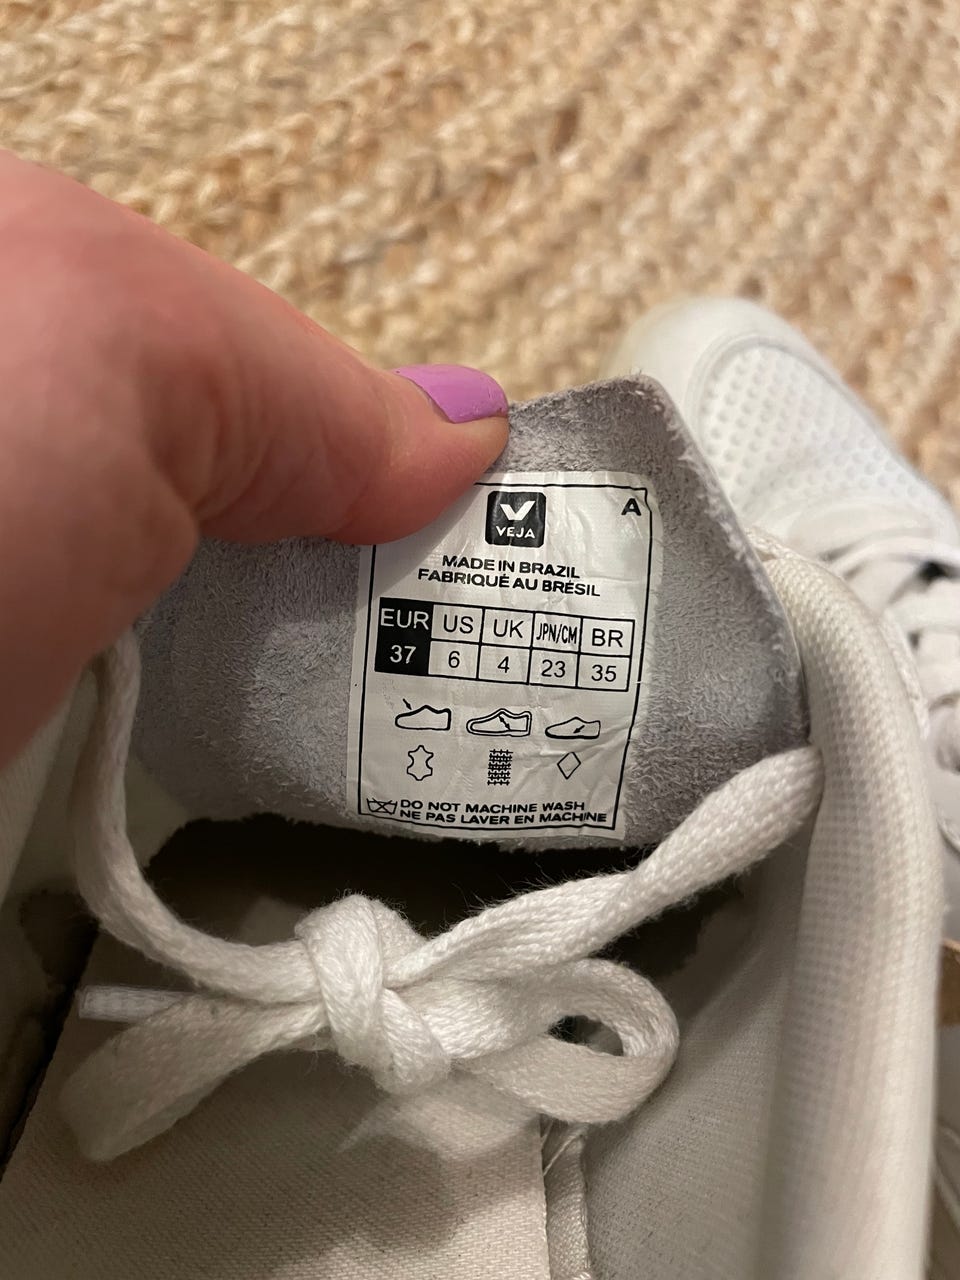 VEJA
A
MADE IN BRAZIL
FABRIQUÉ AU BRÉSIL
EUR US UK JPN/CM BR
37 6 4 23 35
DO NOT MACHINE WASH
NE PAS LAVER EN MACHINE